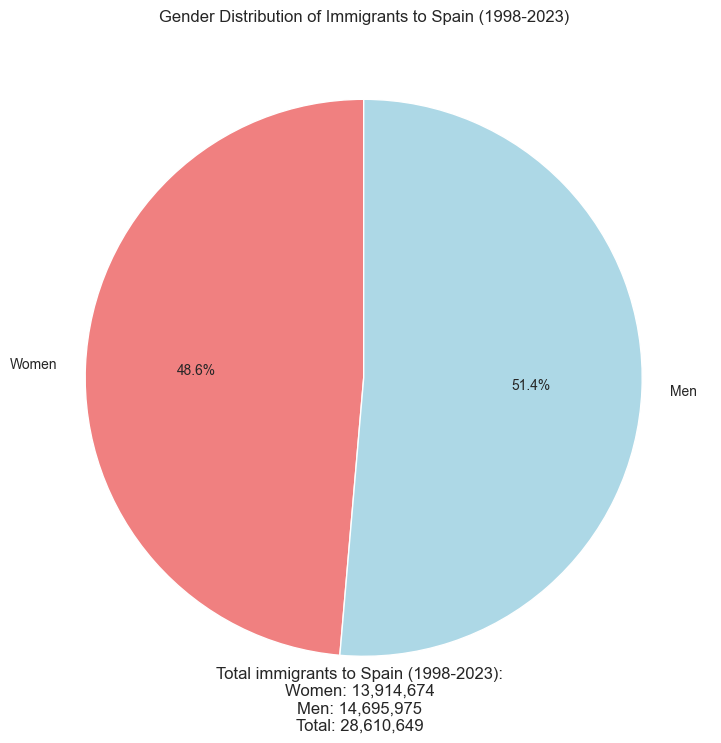 Gender Distribution of Immigrants to Spain (1998-2023)
Women
48.6%
51.4%
Men
Total immigrants to Spain (1998-2023):
Women: 13,914,674
Men: 14,695,975
Total: 28,610,649